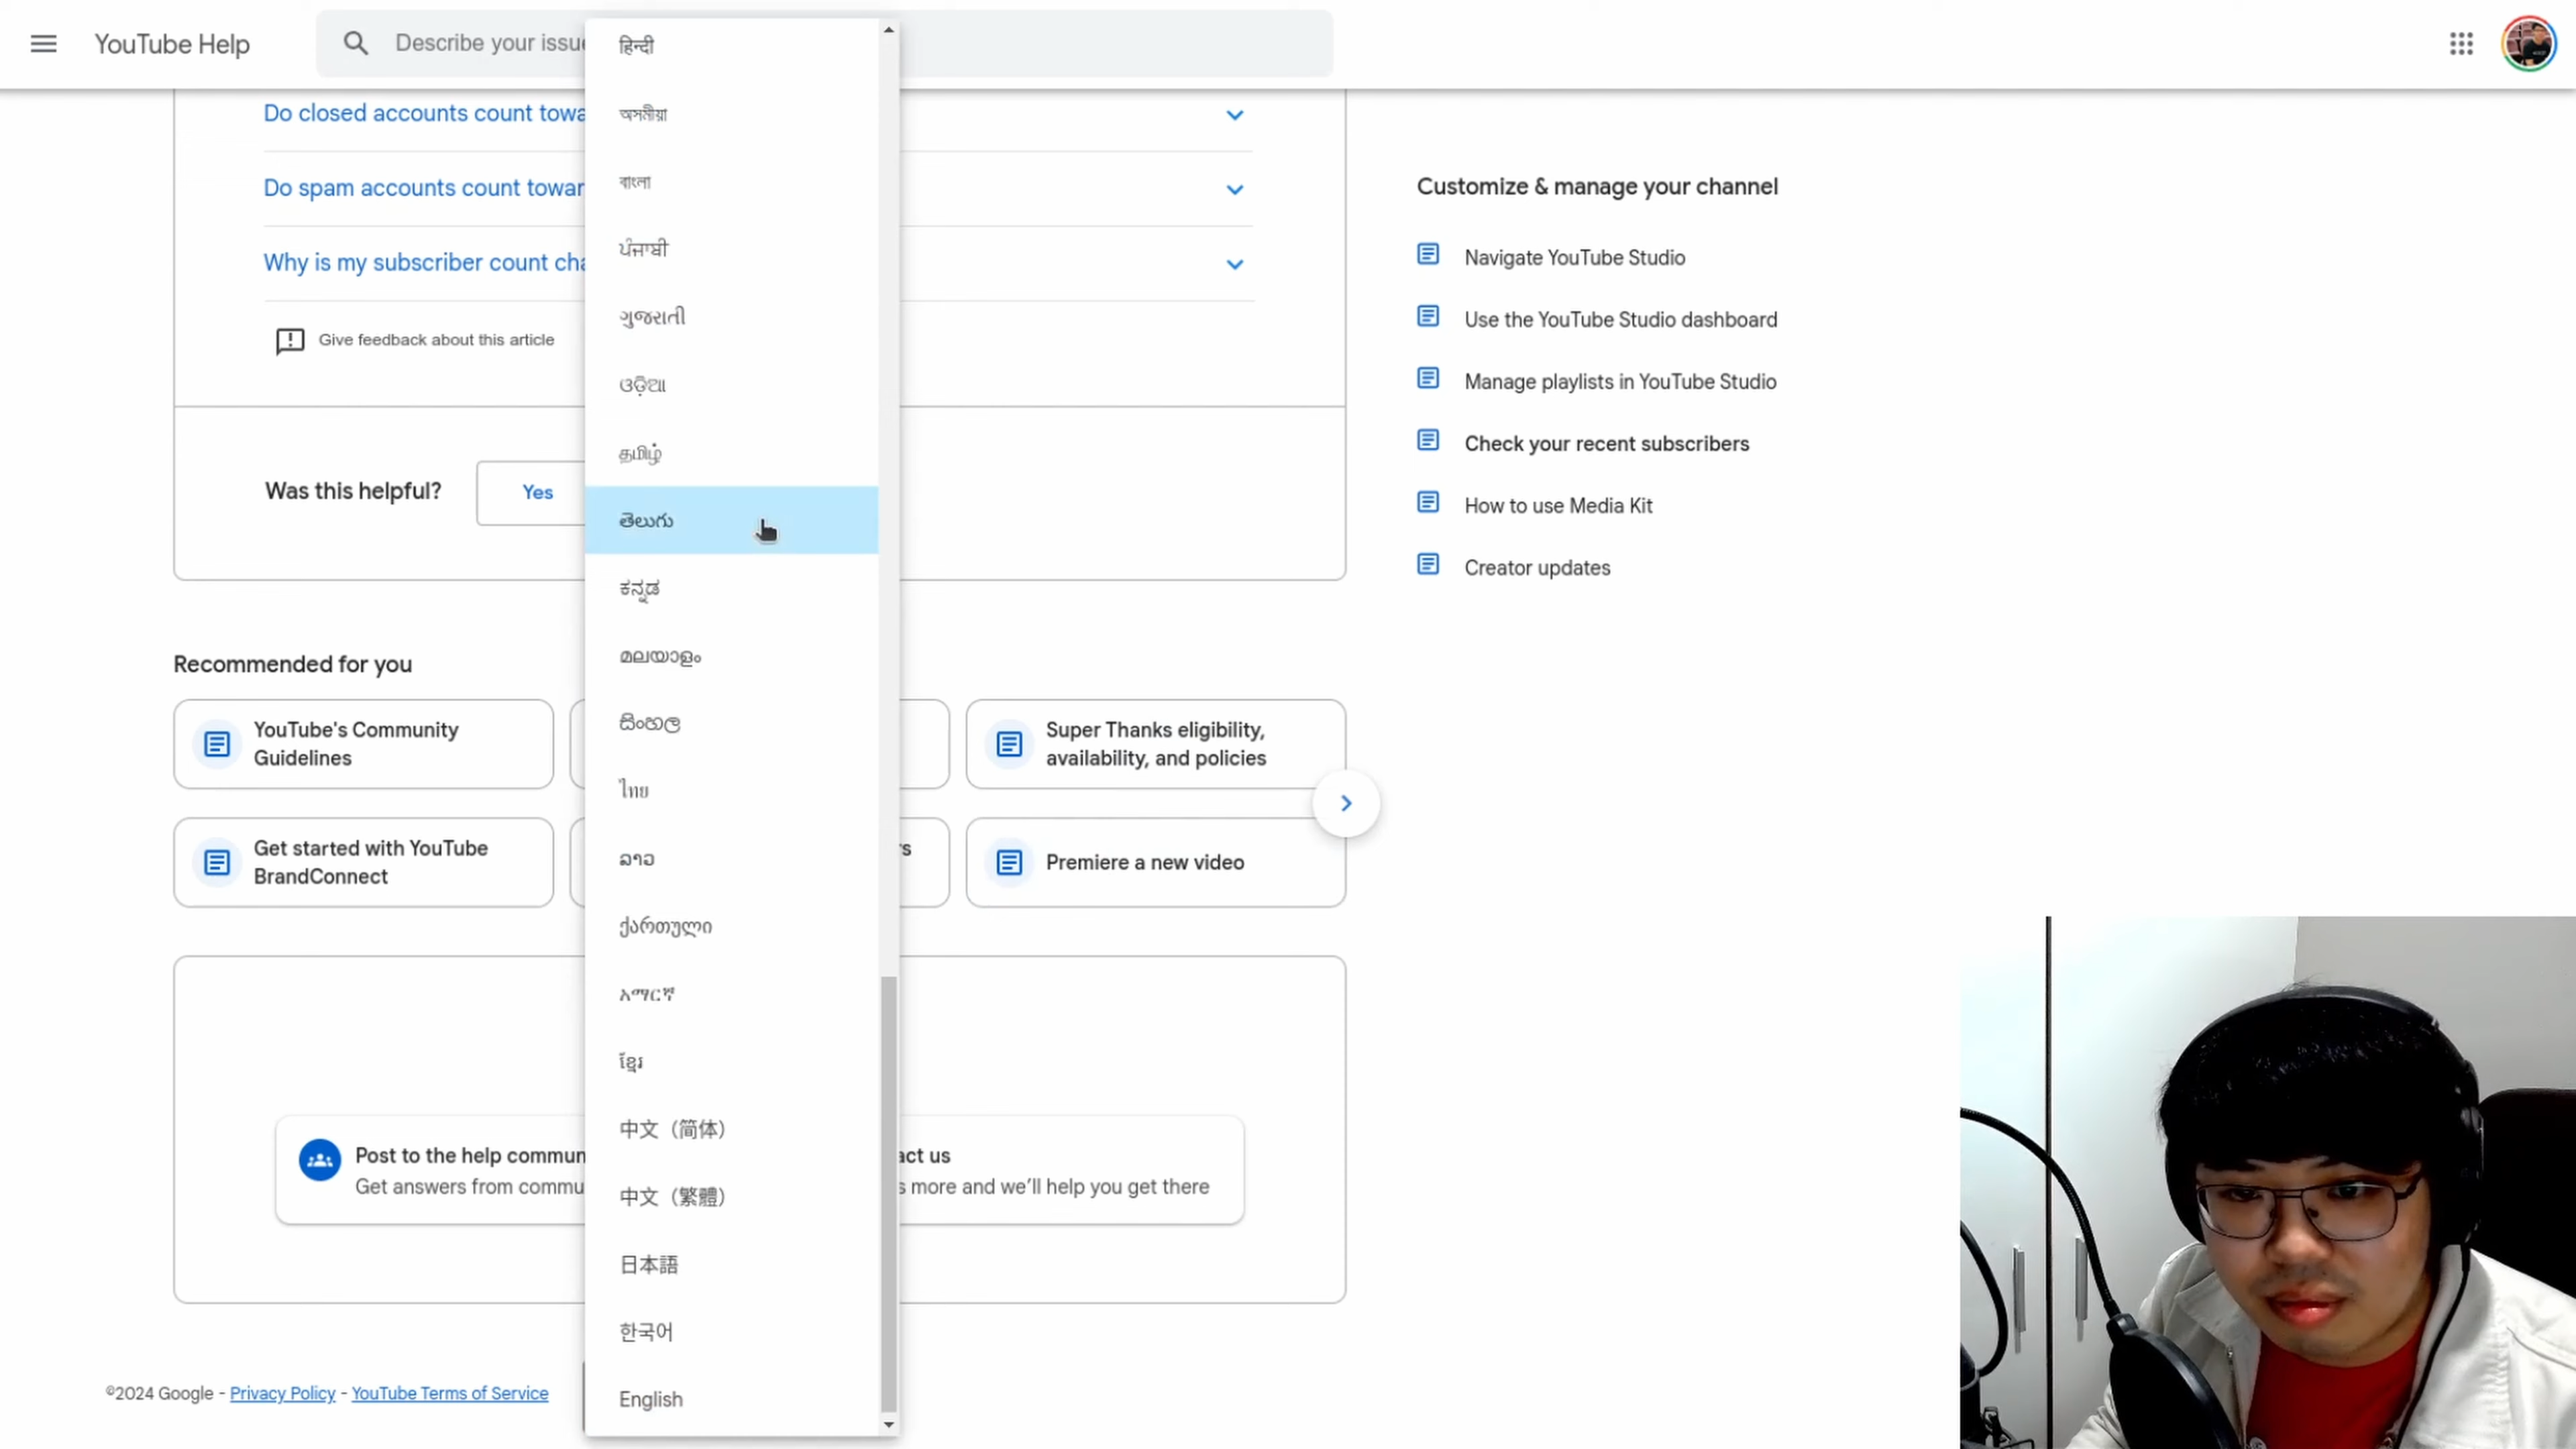 YouTube Help
Describe your issue
Do closed accounts count towa
Do spam accounts count towar
Why is my subscriber count cha
Give feedback about this article
Was this helpful?
Yes
हिन्दी
অসমীয়া
বাংলা
ਪੰਜਾਬੀ
ગુજરાતી
ଓଡ଼ିଆ
தமிழ்
తెలుగు
ಕನ್ನಡ
മലയാളം
සිංහල
ไทย
ລາວ
ქართული
አማርኛ
ខ្មែរ
中文（简体）
中文（繁體）
日本語
한국어
English
Customize & manage your channel
Navigate YouTube Studio
Use the YouTube Studio dashboard
Manage playlists in YouTube Studio
Check your recent subscribers
How to use Media Kit
Creator updates
Recommended for you
YouTube's Community
Guidelines
Super Thanks eligibility,
availability, and policies
Get started with YouTube
BrandConnect
rs
Premiere a new video
Post to the help commun
Get answers from commu
act us
s more and we'll help you get there
©2024 Google - Privacy Policy - YouTube Terms of Service